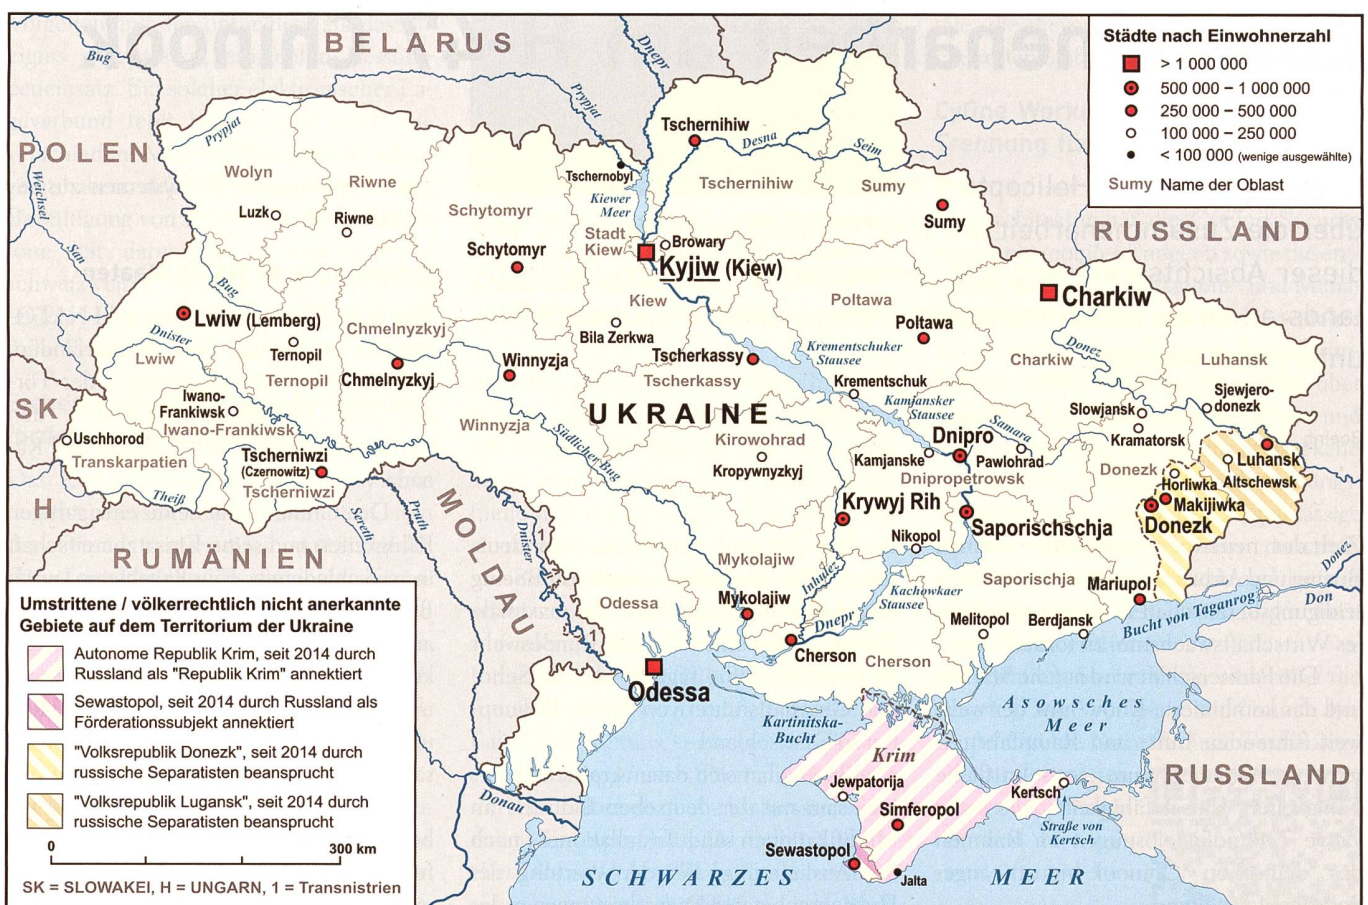 BELARUS
POLEN
RUSSLAND
SK
H
RUMÄNIEN
MOLDAU
UKRAINE
RUSSLAND
SCHWARZES MEER
Asowsches
Meer
Städte nach Einwohnerzahl
> 1 000 000
500 000 – 1 000 000
250 000 – 500 000
100 000 – 250 000
< 100 000 (wenige ausgewählte)
Sumy Name der Oblast
Bug
Dnepr
Prypjat
Prypjat
Tschernihiw
Desna
Seim
Weichsel
San
Wolyn
Riwne
Tschernobyl
Tschernihiw
Sumy
Luzk
Riwne
Schytomyr
Kiewer
Meer
Stadt
Kiew
Browary
Sumy
Schytomyr
Kyjiw (Kiew)
Bug
Kiew
Poltawa
Charkiw
Lwiw (Lemberg)
Chmelnyzkyj
Bila Zerkwa
Poltawa
Dnister
Ternopil
Lwiw
Winnyzja
Tscherkassy
Krementschuker
Stausee
Donez
Charkiw
Luhansk
Ternopil
Chmelnyzkyj
Tscherkassy
Krementschuk
Sjewjero-
donezk
Iwano-
Frankiwsk
Iwano-Frankiwsk
Winnyzja
Südlicher Bug
Kamjansker
Stausee
Samara
Slowjansk
Kramatorsk
Uschhorod
Transkarpatien
Tscherniwzi
(Czernowitz)
Tscherniwzi
Kirowohrad
Kropywnyzkyj
Dnipro
Kamjanske
Pawlohrad
Dnipropetrowsk
Donezk
Luhansk
Altschewsk
Horliwka
Makijiwka
Donezk
Theiß
Sereth
Pruth
Dnister
1
1
Krywyj Rih
Saporischschja
Nikopol
Mykolajiw
Inhulez
Kachowkaer
Stausee
Saporischja
Mariupol
Donez
Don
Odessa
Mykolajiw
Dnepr
Cherson
Cherson
Melitopol
Berdjansk
Bucht von Taganrog
Odessa
Kartinitska-
Bucht
Krim
Jewpatorija
Simferopol
Kertsch
Straße von
Kertsch
Sewastopol
Jalta
Donau
Umstrittene / völkerrechtlich nicht anerkannte
Gebiete auf dem Territorium der Ukraine
Autonome Republik Krim, seit 2014 durch
Russland als "Republik Krim" annektiert
Sewastopol, seit 2014 durch Russland als
Förderationssubjekt annektiert
"Volksrepublik Donezk", seit 2014 durch
russische Separatisten beansprucht
"Volksrepublik Lugansk", seit 2014 durch
russische Separatisten beansprucht
0 300 km
SK = SLOWAKEI, H = UNGARN, 1 = Transnistrien